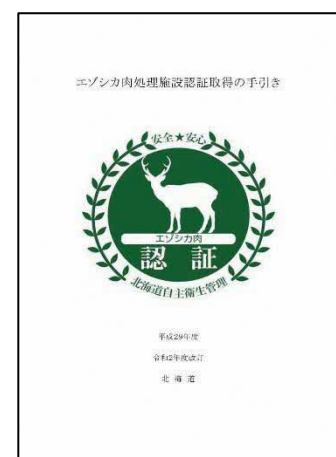 エゾシカ肉処理施設認証取得の手引き
安全★安心
エゾシカ肉
認証
北海道自主衛生管理
平成29年度
令和2年度改訂
北海道